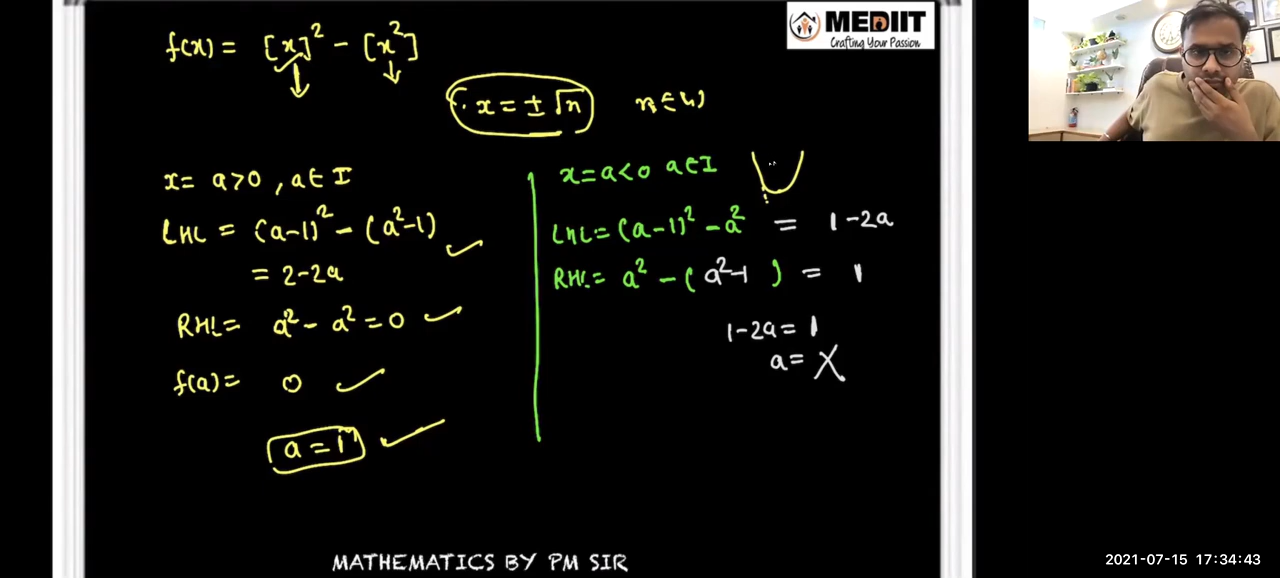 f(x) = [x]² - [x²]
MEDIIT
Crafting Your Passion
x = ± √n
x = a > 0 , a ∈ I
LHL = (a-1)² - (a²-1)
= 2-2a
RHL = a² - a² = 0
f(a) = 0
a = 1
x = a < 0 a ∈ I
LHL = (a-1)² - a² = 1-2a
RHL = a² - ( a²-1 ) = 1
1-2a = 1
a = X
MATHEMATICS BY PM SIR
2021-07-15 17:34:43